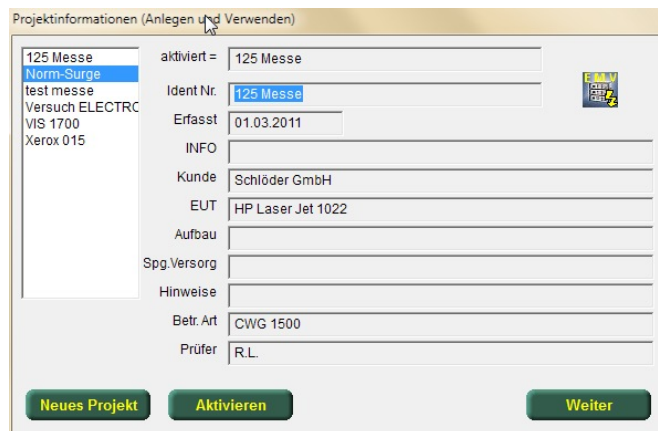 Projektinformationen (Anlegen und Verwenden)
125 Messe
Norm-Surge
test messe
Versuch ELECTRC
VIS 1700
Xerox 015
aktiviert = 125 Messe
Ident Nr. 125 Messe
Erfasst 01.03.2011
INFO
Kunde Schlöder GmbH
EUT HP Laser Jet 1022
Aufbau
Spg.Versorg
Hinweise
Betr. Art CWG 1500
Prüfer R.L.
EMV
Neues Projekt Aktivieren Weiter